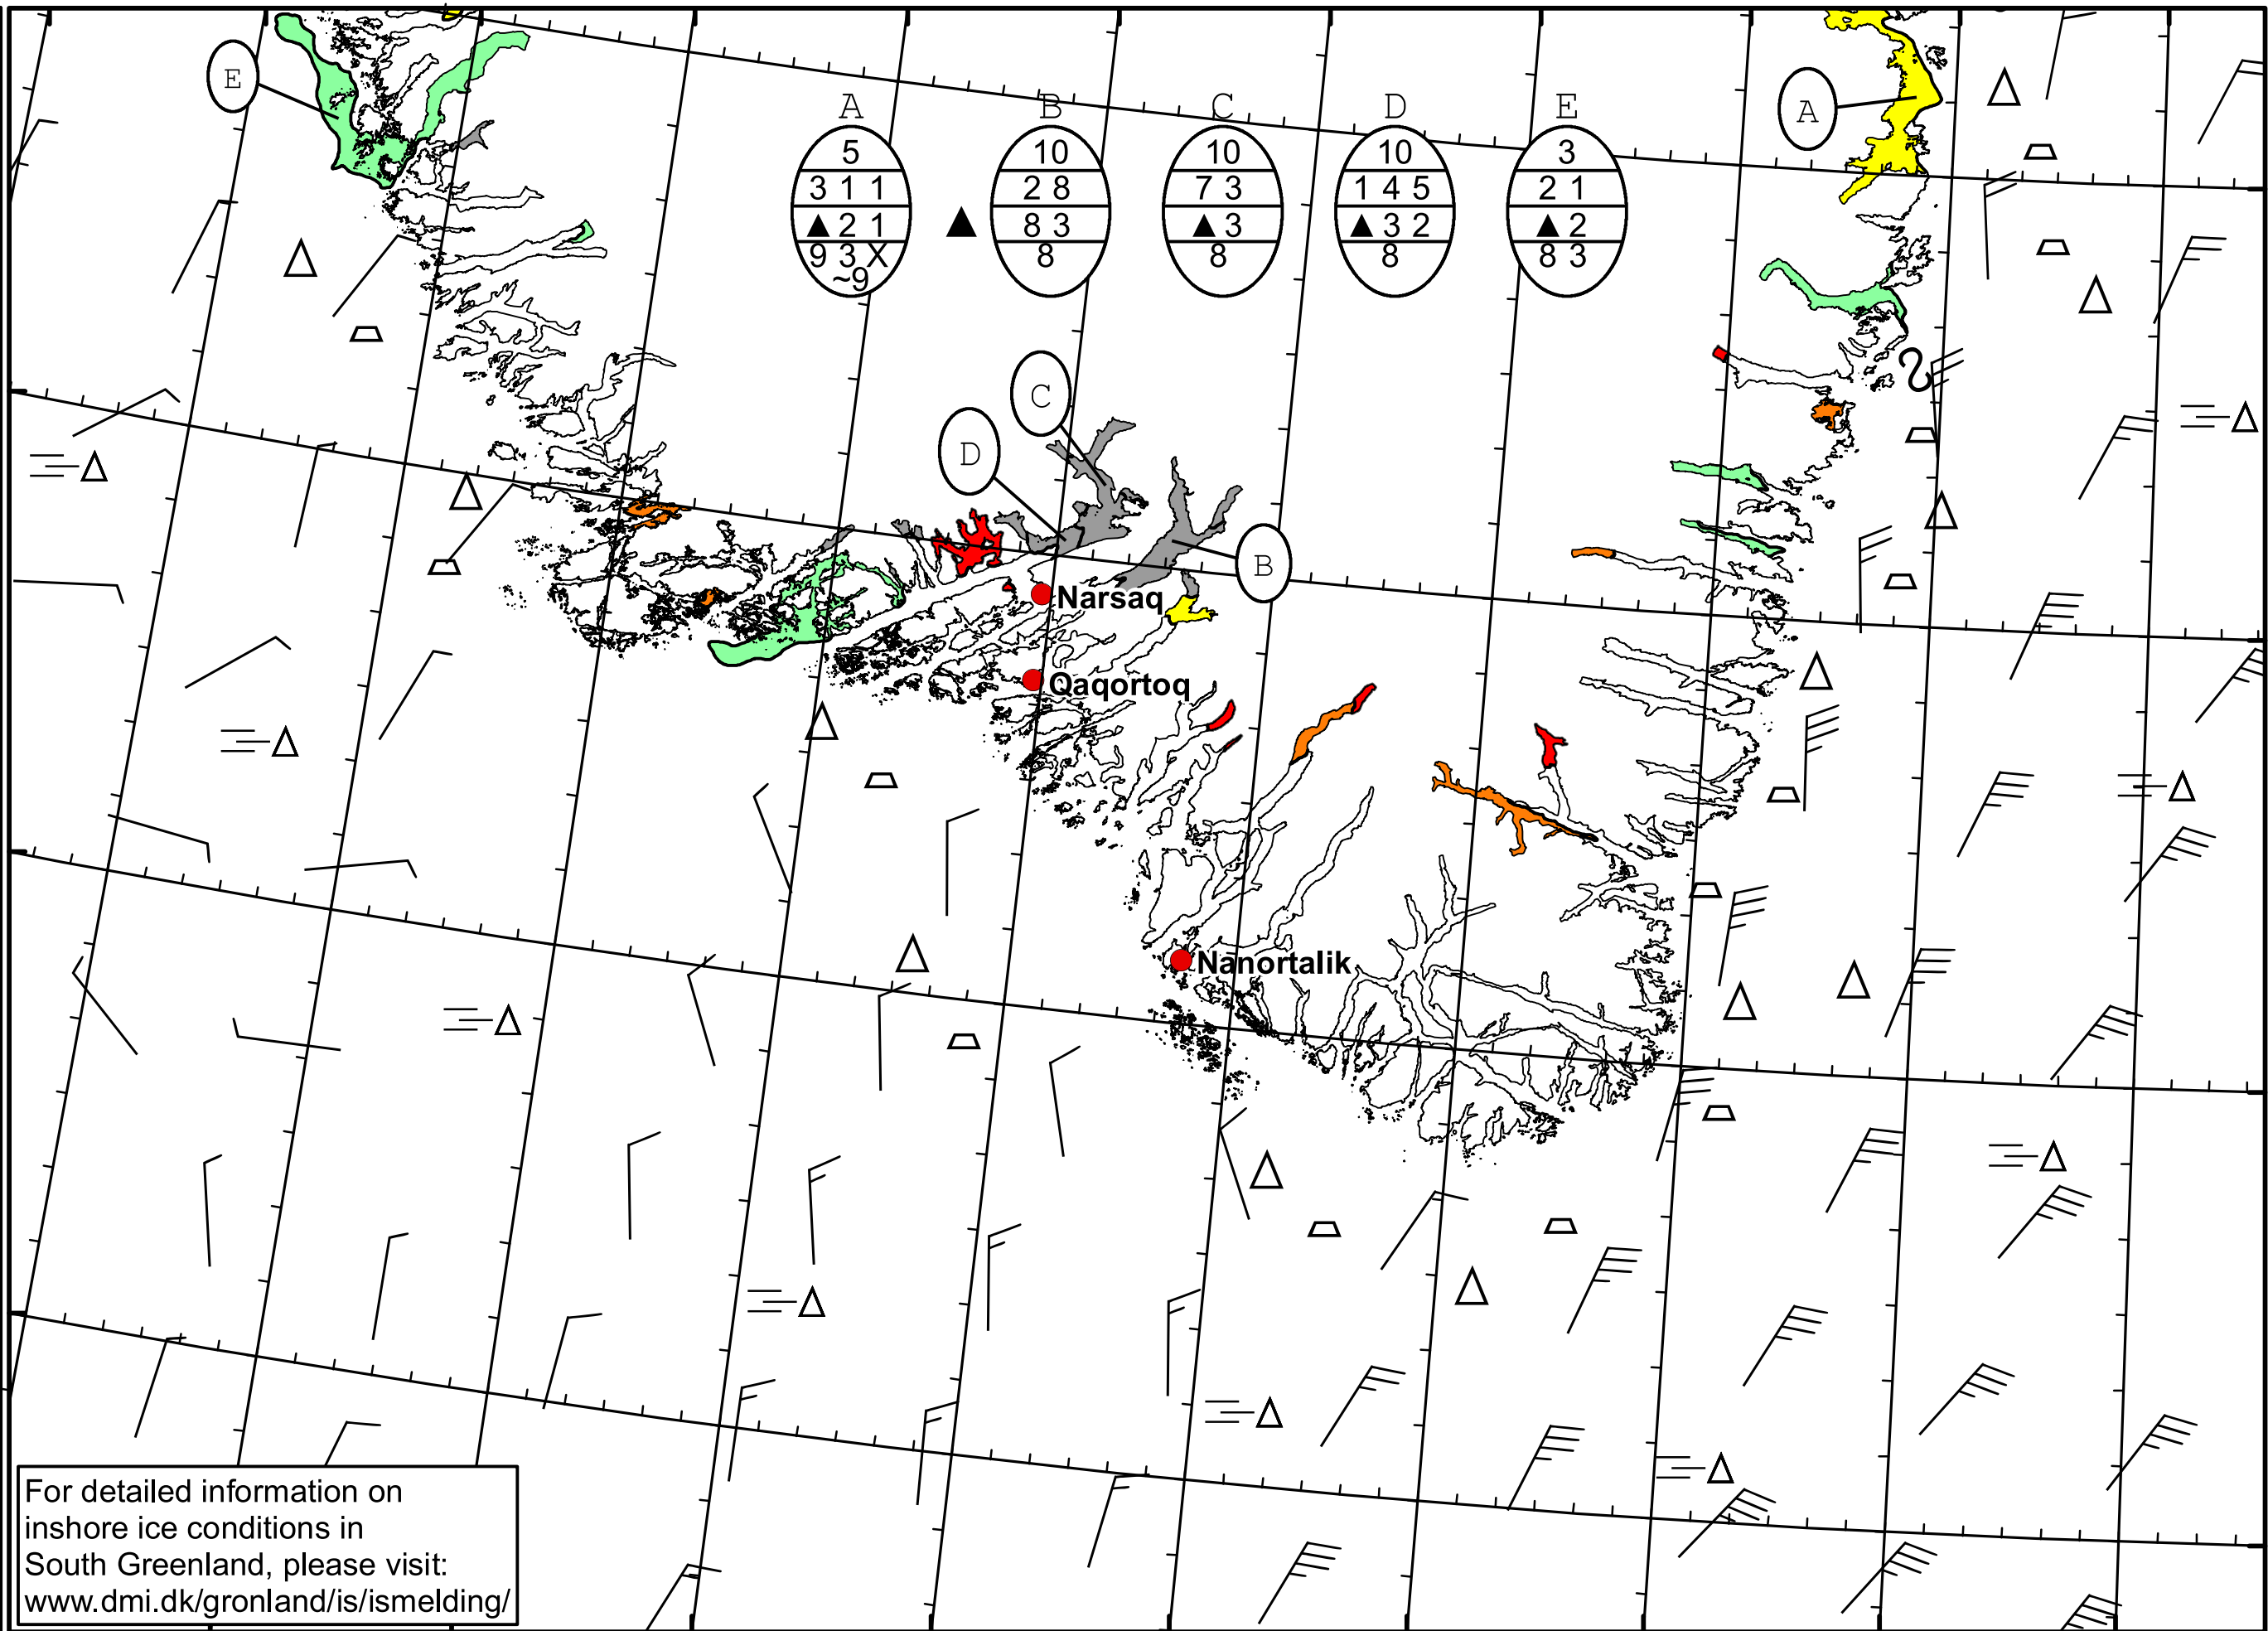 E
A
A B C D E
5
3 1 1
▲ 2 1
9 3 X
~9
▲
10
2 8
8 3
8
10
7 3
▲ 3
8
10
1 4 5
▲ 3 2
8
3
2 1
▲ 2
8 3
C
D
B
Narsaq
Qaqortoq
Nanortalik
For detailed information on
inshore ice conditions in
South Greenland, please visit:
www.dmi.dk/gronland/is/ismelding/